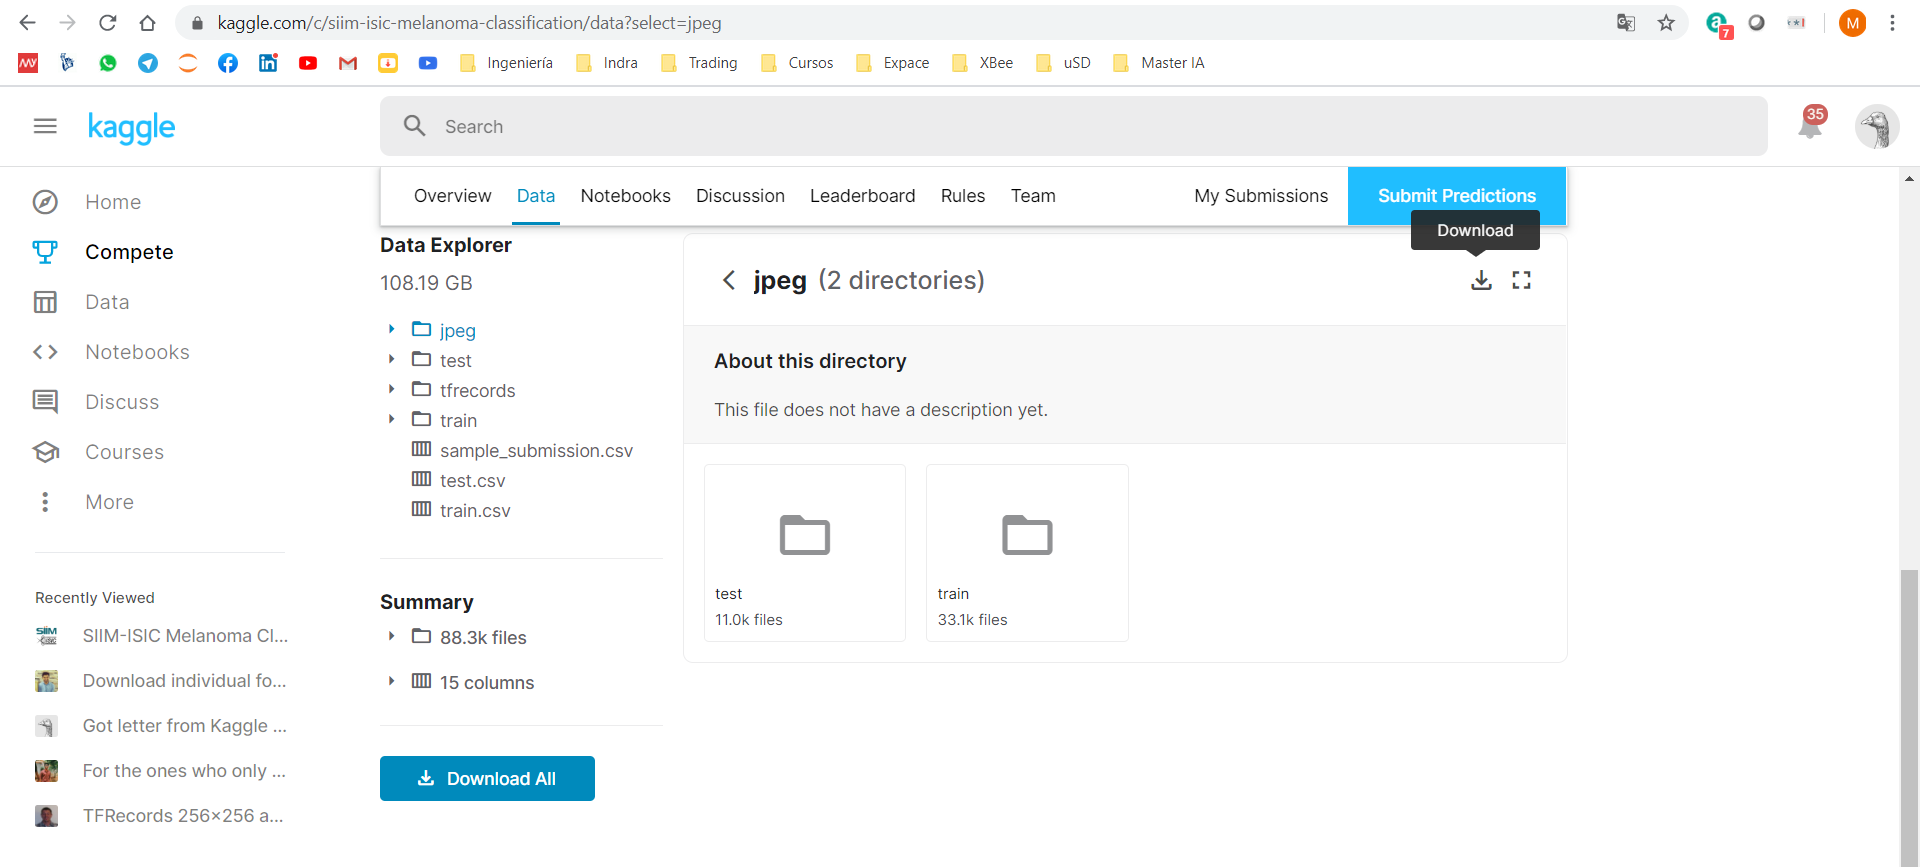 kaggle.com/c/siim-isic-melanoma-classification/data?select=jpeg
7
M
Ingeniería
Indra
Trading
Cursos
Expace
XBee
uSD
Master IA
kaggle
Search
35
Home
Compete
Data
Notebooks
Discuss
Courses
More
Recently Viewed
SIIM-ISIC Melanoma Cl...
Download individual fo...
Got letter from Kaggle ...
For the ones who only ...
TFRecords 256×256 a...
Overview Data Notebooks Discussion Leaderboard Rules Team
My Submissions
Submit Predictions
Download
Data Explorer
108.19 GB
jpeg
test
tfrecords
train
sample_submission.csv
test.csv
train.csv
Summary
88.3k files
15 columns
Download All
jpeg (2 directories)
About this directory
This file does not have a description yet.
test
11.0k files
train
33.1k files